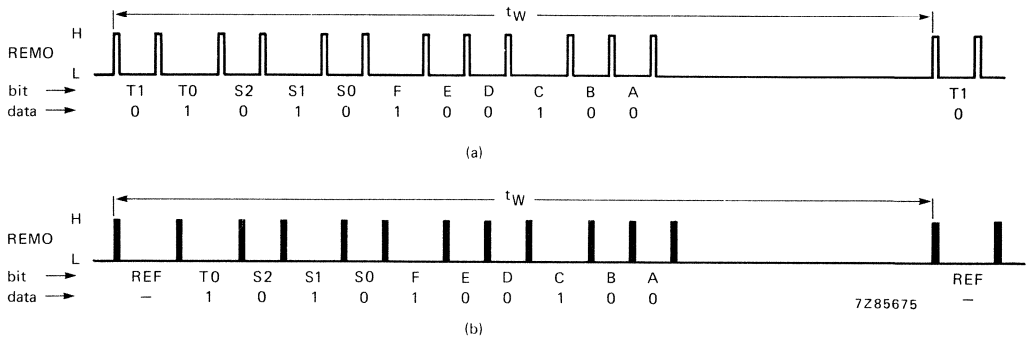 tW
H
REMO
L
bit T1 T0 S2 S1 S0 F E D C B A T1
data 0 1 0 1 0 1 0 0 1 0 0 0
(a)
tW
H
REMO
L
bit REF T0 S2 S1 S0 F E D C B A REF
data — 1 0 1 0 1 0 0 1 0 0 —
7Z85675
(b)